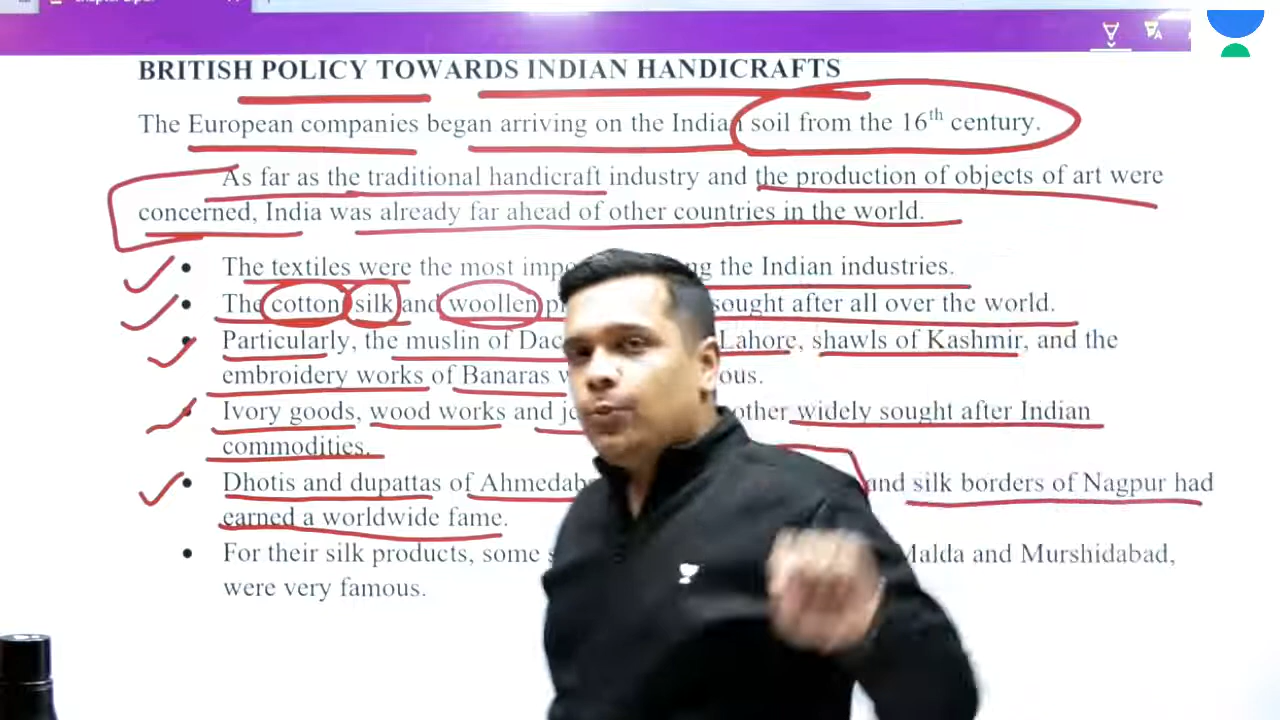 BRITISH POLICY TOWARDS INDIAN HANDICRAFTS
The European companies began arriving on the Indian soil from the 16th century.
As far as the traditional handicraft industry and the production of objects of art were
concerned, India was already far ahead of other countries in the world.
• The textiles were the most the Indian industries.
• The cotton silk and woollen sought after all over the world.
• Particularly, the muslin of Lahore, shawls of Kashmir, and the
embroidery works of Banaras
• Ivory goods, wood works and other widely sought after Indian
commodities.
• Dhotis and dupattas of and silk borders of Nagpur had
earned a worldwide fame.
• For their silk products, some Malda and Murshidabad,
were very famous.